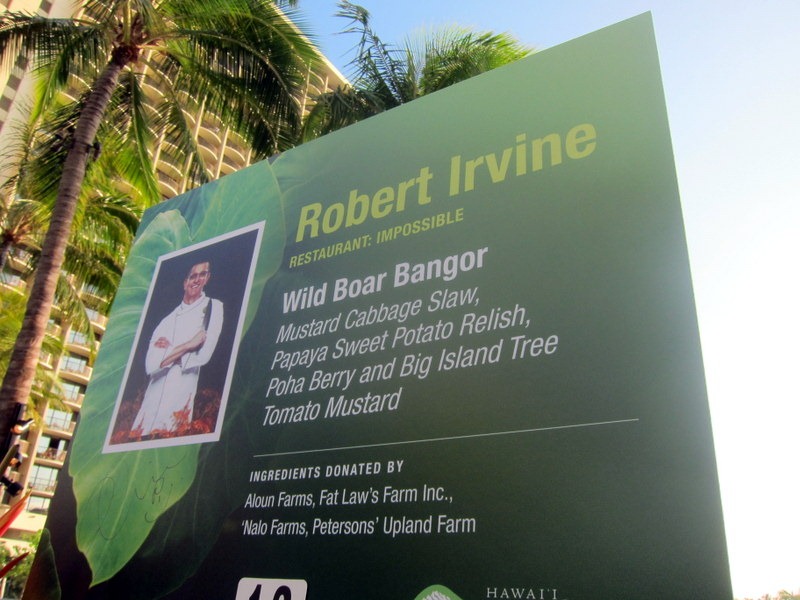 Robert Irvine
RESTAURANT: IMPOSSIBLE
Wild Boar Bangor
Mustard Cabbage Slaw,
Papaya Sweet Potato Relish,
Poha Berry and Big Island Tree
Tomato Mustard
INGREDIENTS DONATED BY
Aloun Farms, Fat Law's Farm Inc.,
'Nalo Farms, Petersons' Upland Farm
HAWAI'I